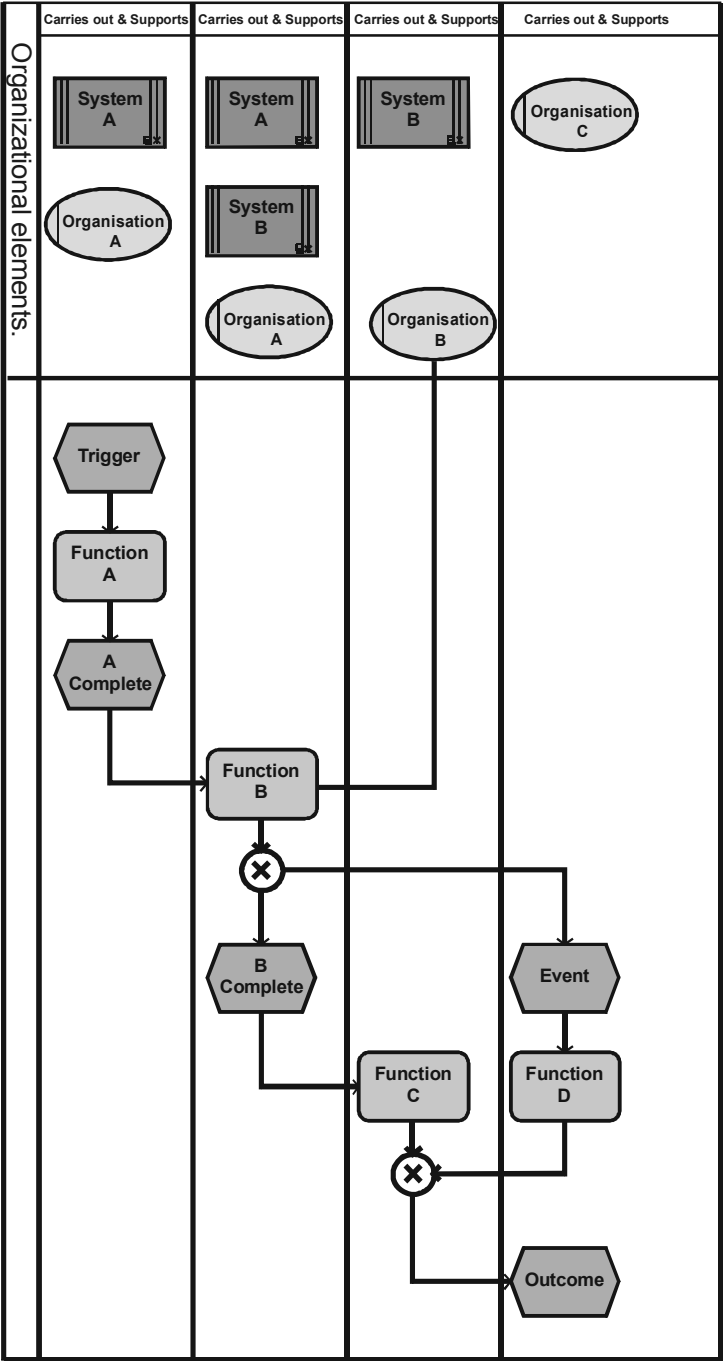 Carries out & Supports
Carries out & Supports
Carries out & Supports
Carries out & Supports
Organizational elements.
System
A
System
A
System
B
Organisation
C
Organisation
A
System
B
Organisation
A
Organisation
B
Trigger
Function
A
A
Complete
Function
B
B
Complete
Event
Function
C
Function
D
Outcome